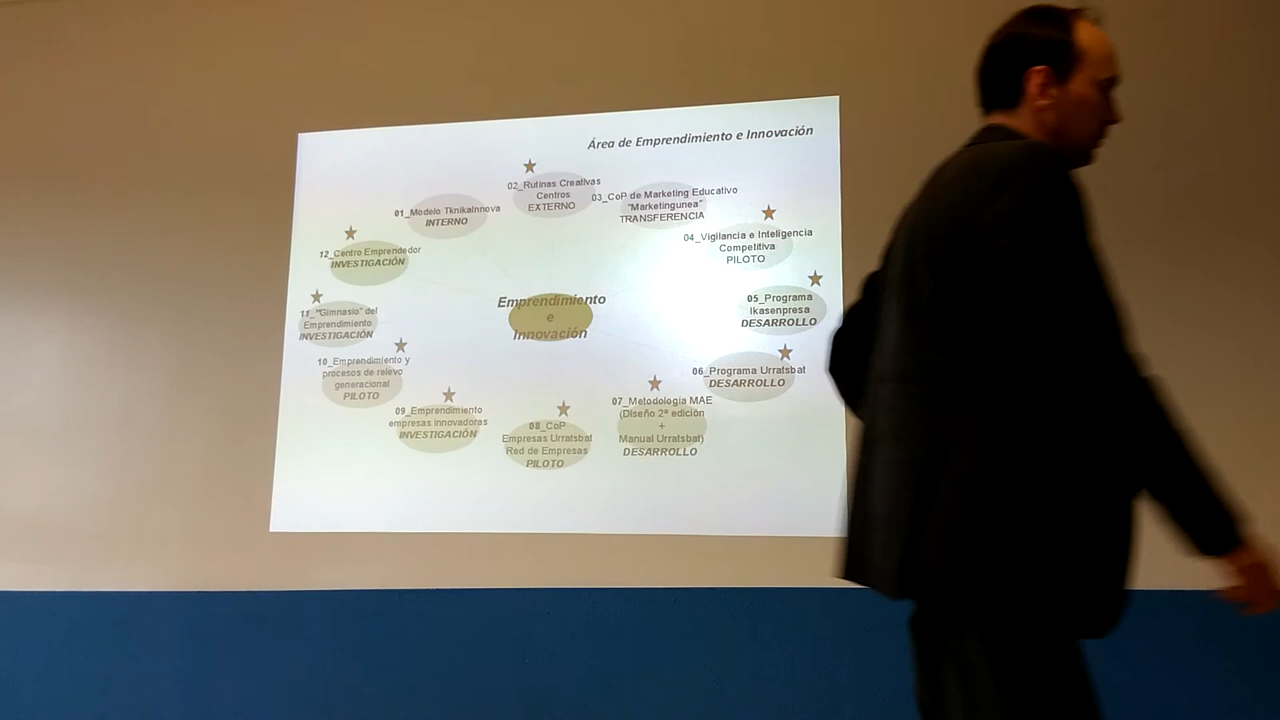 Área de Emprendimiento e Innovación
01_Modelo TknikaInnova
INTERNO
02_Rutinas Creativas
Centros
EXTERNO
03_CoP de Marketing Educativo
"Marketingunea"
TRANSFERENCIA
04_Vigilancia e Inteligencia
Competitiva
PILOTO
05_Programa
Ikasenpresa
DESARROLLO
06_Programa Urratsbat
DESARROLLO
07_Metodología MAE
(Diseño 2ª edición
+
Manual Urratsbat)
DESARROLLO
08_CoP
Empresas Urratsbat
Red de Empresas
PILOTO
09_Emprendimiento
empresas innovadoras
INVESTIGACIÓN
10_Emprendimiento y
procesos de relevo
generacional
PILOTO
11_"Gimnasio" del
Emprendimiento
INVESTIGACIÓN
12_Centro Emprendedor
INVESTIGACIÓN
Emprendimiento
e
Innovación